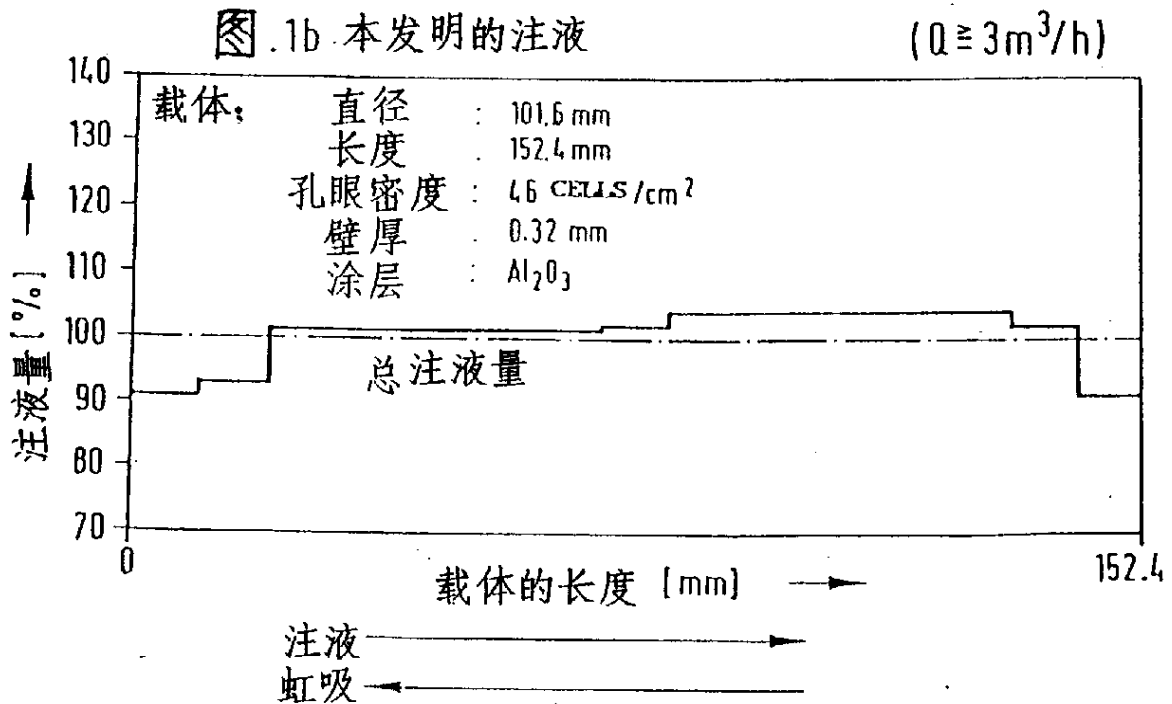 图.1b 本发明的注液 (Q ≧ 3m³/h)
载体: 直径 : 101.6 mm
长度 : 152.4 mm
孔眼密度 : 46 CELLS/cm²
壁厚 : 0.32 mm
涂层 : Al₂O₃
总注液量
注液量 [%]
140
130
120
110
100
90
80
70
0
152.4
载体的长度 [mm]
注液
虹吸